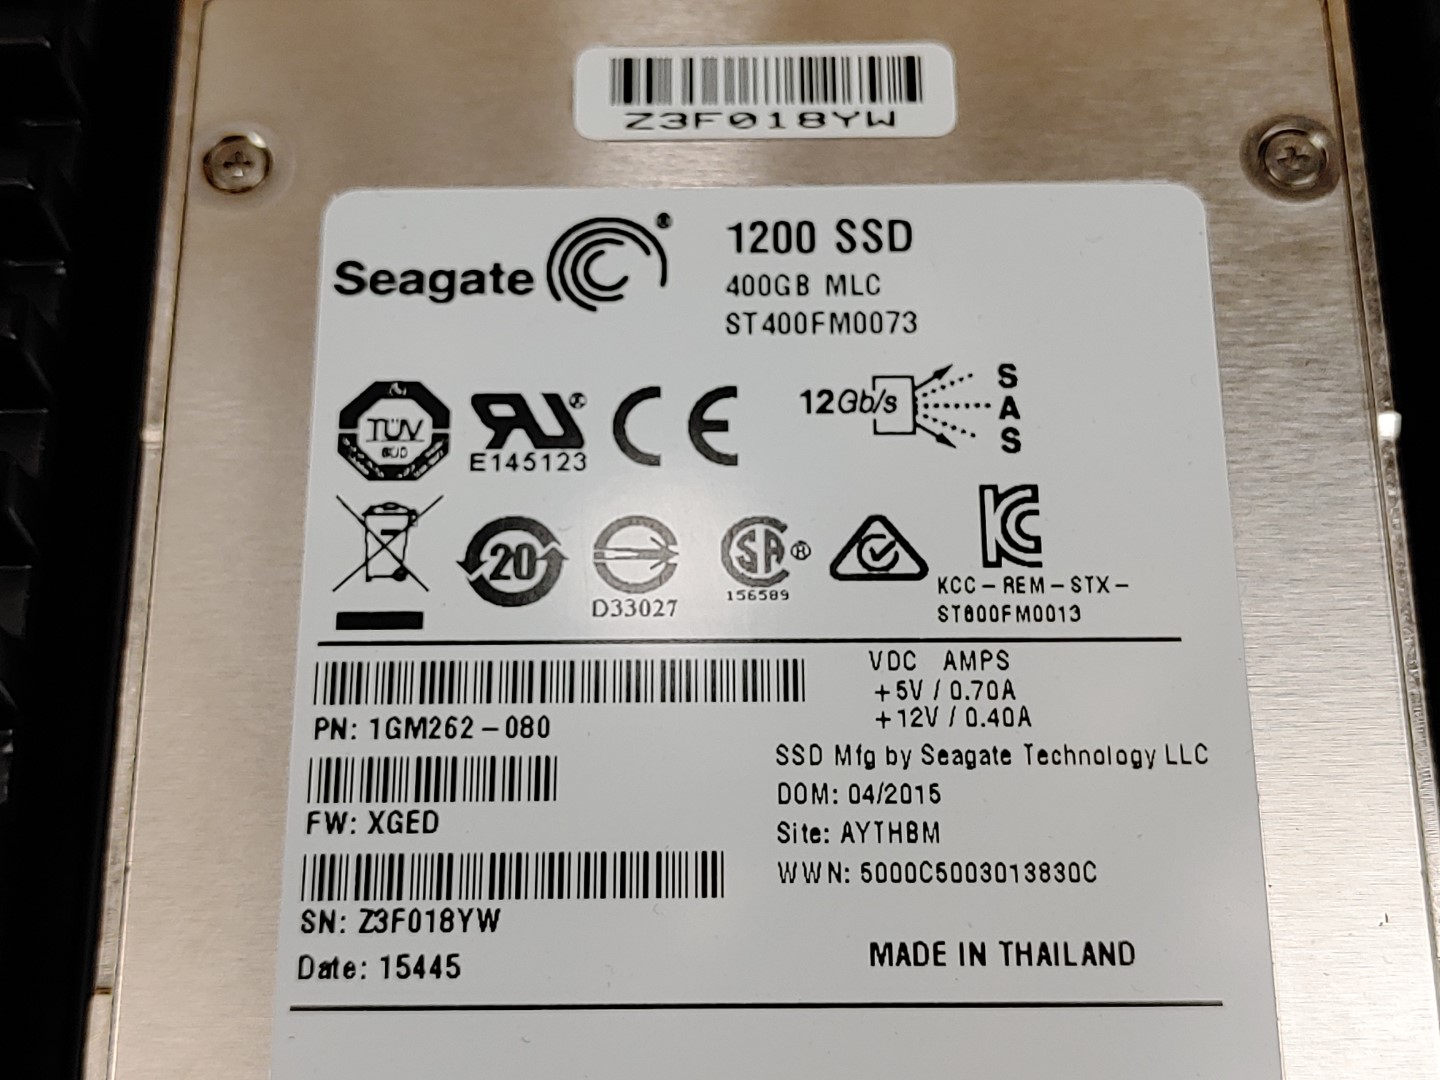 Z3F018YW
Seagate®
1200 SSD
400GB MLC
ST400FM0073
TÜV
SÜD
E145123
CE
12Gb/s
SAS
20
D33027
SA®
156589
KCC-REM-STX-
ST800FM0013
VDC AMPS
+5V / 0.70A
+12V / 0.40A
PN: 1GM262-080
SSD Mfg by Seagate Technology LLC
DOM: 04/2015
FW: XGED
Site: AYTHBM
WWN: 5000C5003013830C
SN: Z3F018YW
Date: 15445
MADE IN THAILAND